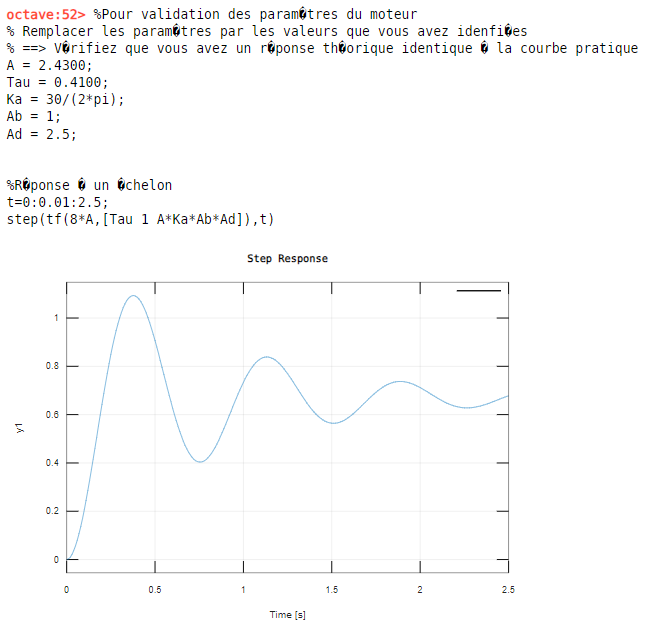 octave:52> %Pour validation des param�tres du moteur
% Remplacer les param�tres par les valeurs que vous avez idenfi�es
% ==> V�rifiez que vous avez un r�ponse th�orique identique � la courbe pratique
A = 2.4300;
Tau = 0.4100;
Ka = 30/(2*pi);
Ab = 1;
Ad = 2.5;
%R�ponse � un �chelon
t=0:0.01:2.5;
step(tf(8*A,[Tau 1 A*Ka*Ab*Ad]),t)
Step Response
1
0.8
0.6
0.4
0.2
0
y1
0 0.5 1 1.5 2 2.5
Time [s]